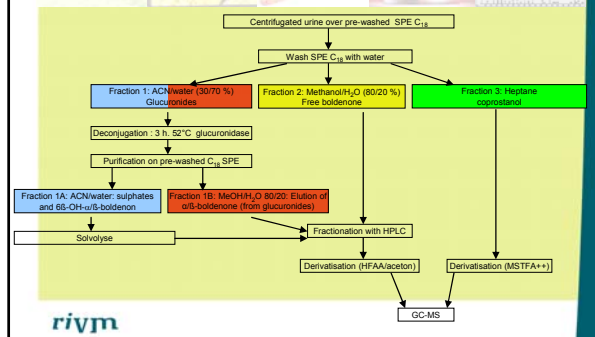 Centrifugated urine over pre-washed SPE C18
Wash SPE C18 with water
Fraction 1: ACN/water (30/70 %)
Glucuronides
Fraction 2: Methanol/H2O (80/20 %)
Free boldenone
Fraction 3: Heptane
coprostanol
Deconjugation : 3 h. 52°C glucuronidase
Purification on pre-washed C18 SPE
Fraction 1A: ACN/water: sulphates
and 6ß-OH-α/ß-boldenon
Fraction 1B: MeOH/H2O 80/20: Elution of
α/ß-boldenone (from glucuronides)
Solvolyse
Fractionation with HPLC
Derivatisation (HFAA/aceton)
Derivatisation (MSTFA++)
GC-MS
rivm